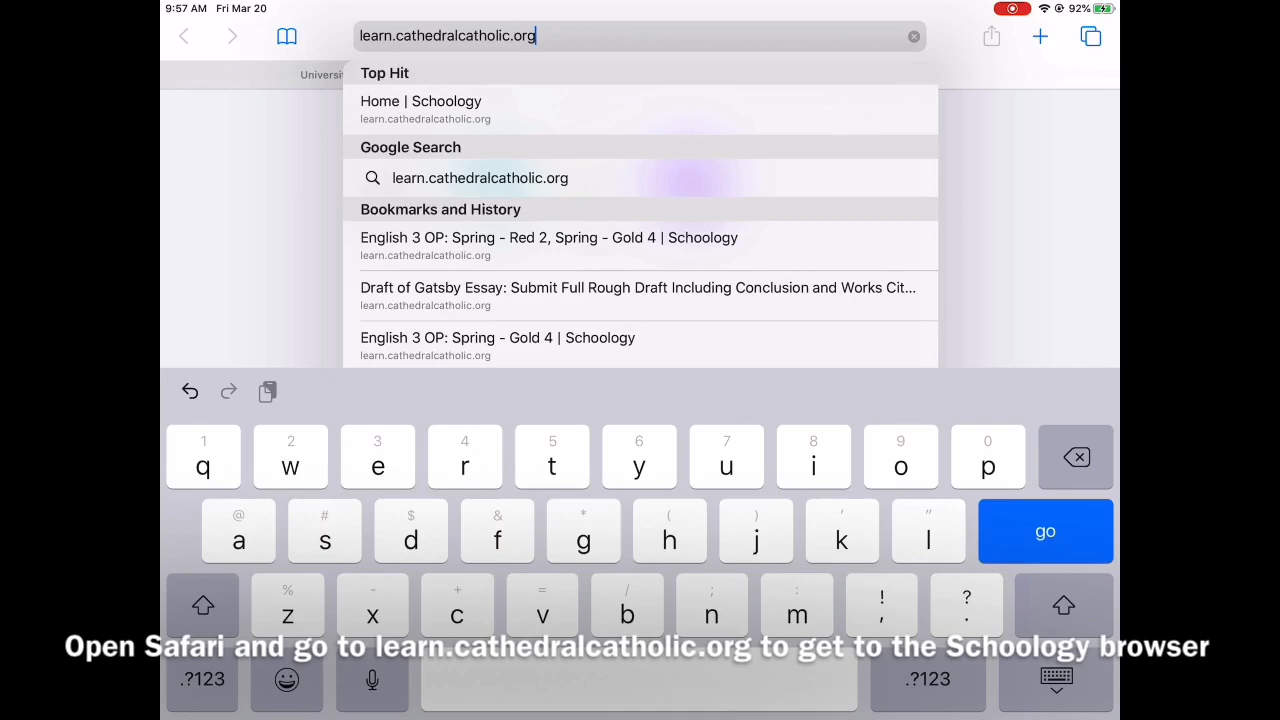 9:57 AM Fri Mar 20
92%
learn.cathedralcatholic.org
Universi
Top Hit
Home | Schoology
learn.cathedralcatholic.org
Google Search
learn.cathedralcatholic.org
Bookmarks and History
English 3 OP: Spring - Red 2, Spring - Gold 4 | Schoology
learn.cathedralcatholic.org
Draft of Gatsby Essay: Submit Full Rough Draft Including Conclusion and Works Cit...
learn.cathedralcatholic.org
English 3 OP: Spring - Gold 4 | Schoology
learn.cathedralcatholic.org
1 2 3 4 5 6 7 8 9 0
q w e r t y u i o p
@ # $ & * ( ) ' "
a s d f g h j k l go
% - + = / ; : ! ?
z x c v b n m , .
Open Safari and go to learn.cathedralcatholic.org to get to the Schoology browser
.?123 .?123